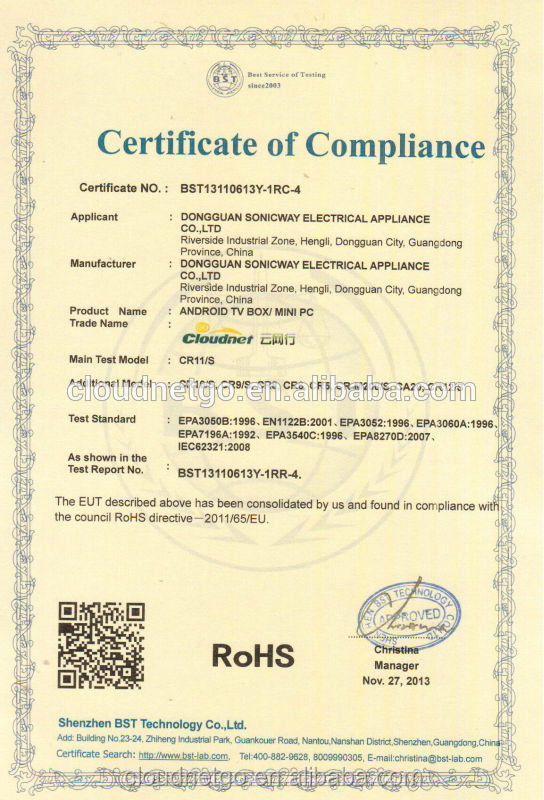 BST
Best Service of Testing
since2003
Certificate of Compliance
Certificate NO. : BST13110613Y-1RC-4
Applicant : DONGGUAN SONICWAY ELECTRICAL APPLIANCE
CO.,LTD
Riverside Industrial Zone, Hengli, Dongguan City, Guangdong
Province, China
Manufacturer : DONGGUAN SONICWAY ELECTRICAL APPLIANCE
CO.,LTD
Riverside Industrial Zone, Hengli, Dongguan City, Guangdong
Province, China
Product Name : ANDROID TV BOX/ MINI PC
Trade Name :
Cloudnet 云网行
Main Test Model : CR11/S
Additional Model :
cloudnetgo.en.alibaba.com
Test Standard : EPA3050B:1996、EN1122B:2001、EPA3052:1996、EPA3060A:1996、
EPA7196A:1992、EPA3540C:1996、EPA8270D:2007、
IEC62321:2008
As shown in the
Test Report No. : BST13110613Y-1RR-4.
The EUT described above has been consolidated by us and found in compliance with
the council RoHS directive—2011/65/EU.
SHENZHEN BST TECHNOLOGY CO.,LTD
APPROVED
RoHS
Christina
Manager
Nov. 27, 2013
Shenzhen BST Technology Co.,Ltd.
Add: Building No.23-24, Zhiheng Industrial Park, Guankouer Road, Nantou,Nanshan District,Shenzhen,Guangdong,China
Certificate Search: http://www.bst-lab.com, Tel:400-882-9628, 8009990305, E-mail:christina@bst-lab.com
cloudnetgo.en.alibaba.com